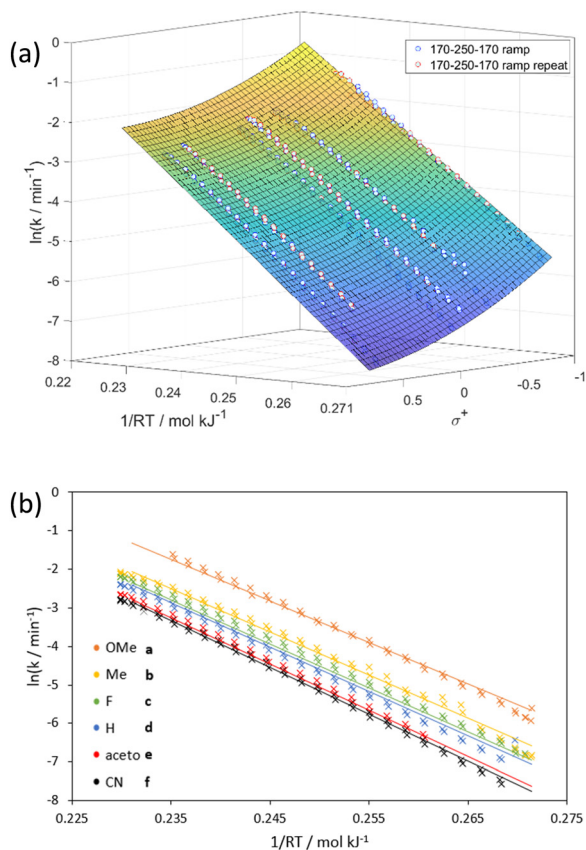 (a)
170-250-170 ramp
170-250-170 ramp repeat
0
-1
-2
-3
-4
-5
-6
-7
-8
ln(k / min⁻¹)
0.22
0.23
0.24
0.25
0.26
0.271
1/RT / mol kJ⁻¹
0.5
0
-0.5
-1
σ⁺
(b)
0
-1
-2
-3
-4
-5
-6
-7
-8
ln(k / min⁻¹)
OMe a
Me b
F c
H d
aceto e
CN f
0.225 0.235 0.245 0.255 0.265 0.275
1/RT / mol kJ⁻¹